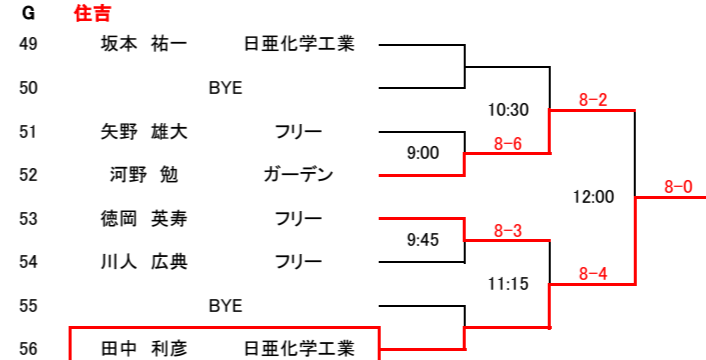 G 住吉
49 坂本 祐一 日亜化学工業
50 BYE
10:30 8-2
51 矢野 雄大 フリー
9:00 8-6
52 河野 勉 ガーデン
12:00 8-0
53 徳岡 英寿 フリー
9:45 8-3
54 川人 広典 フリー
11:15 8-4
55 BYE
56 田中 利彦 日亜化学工業